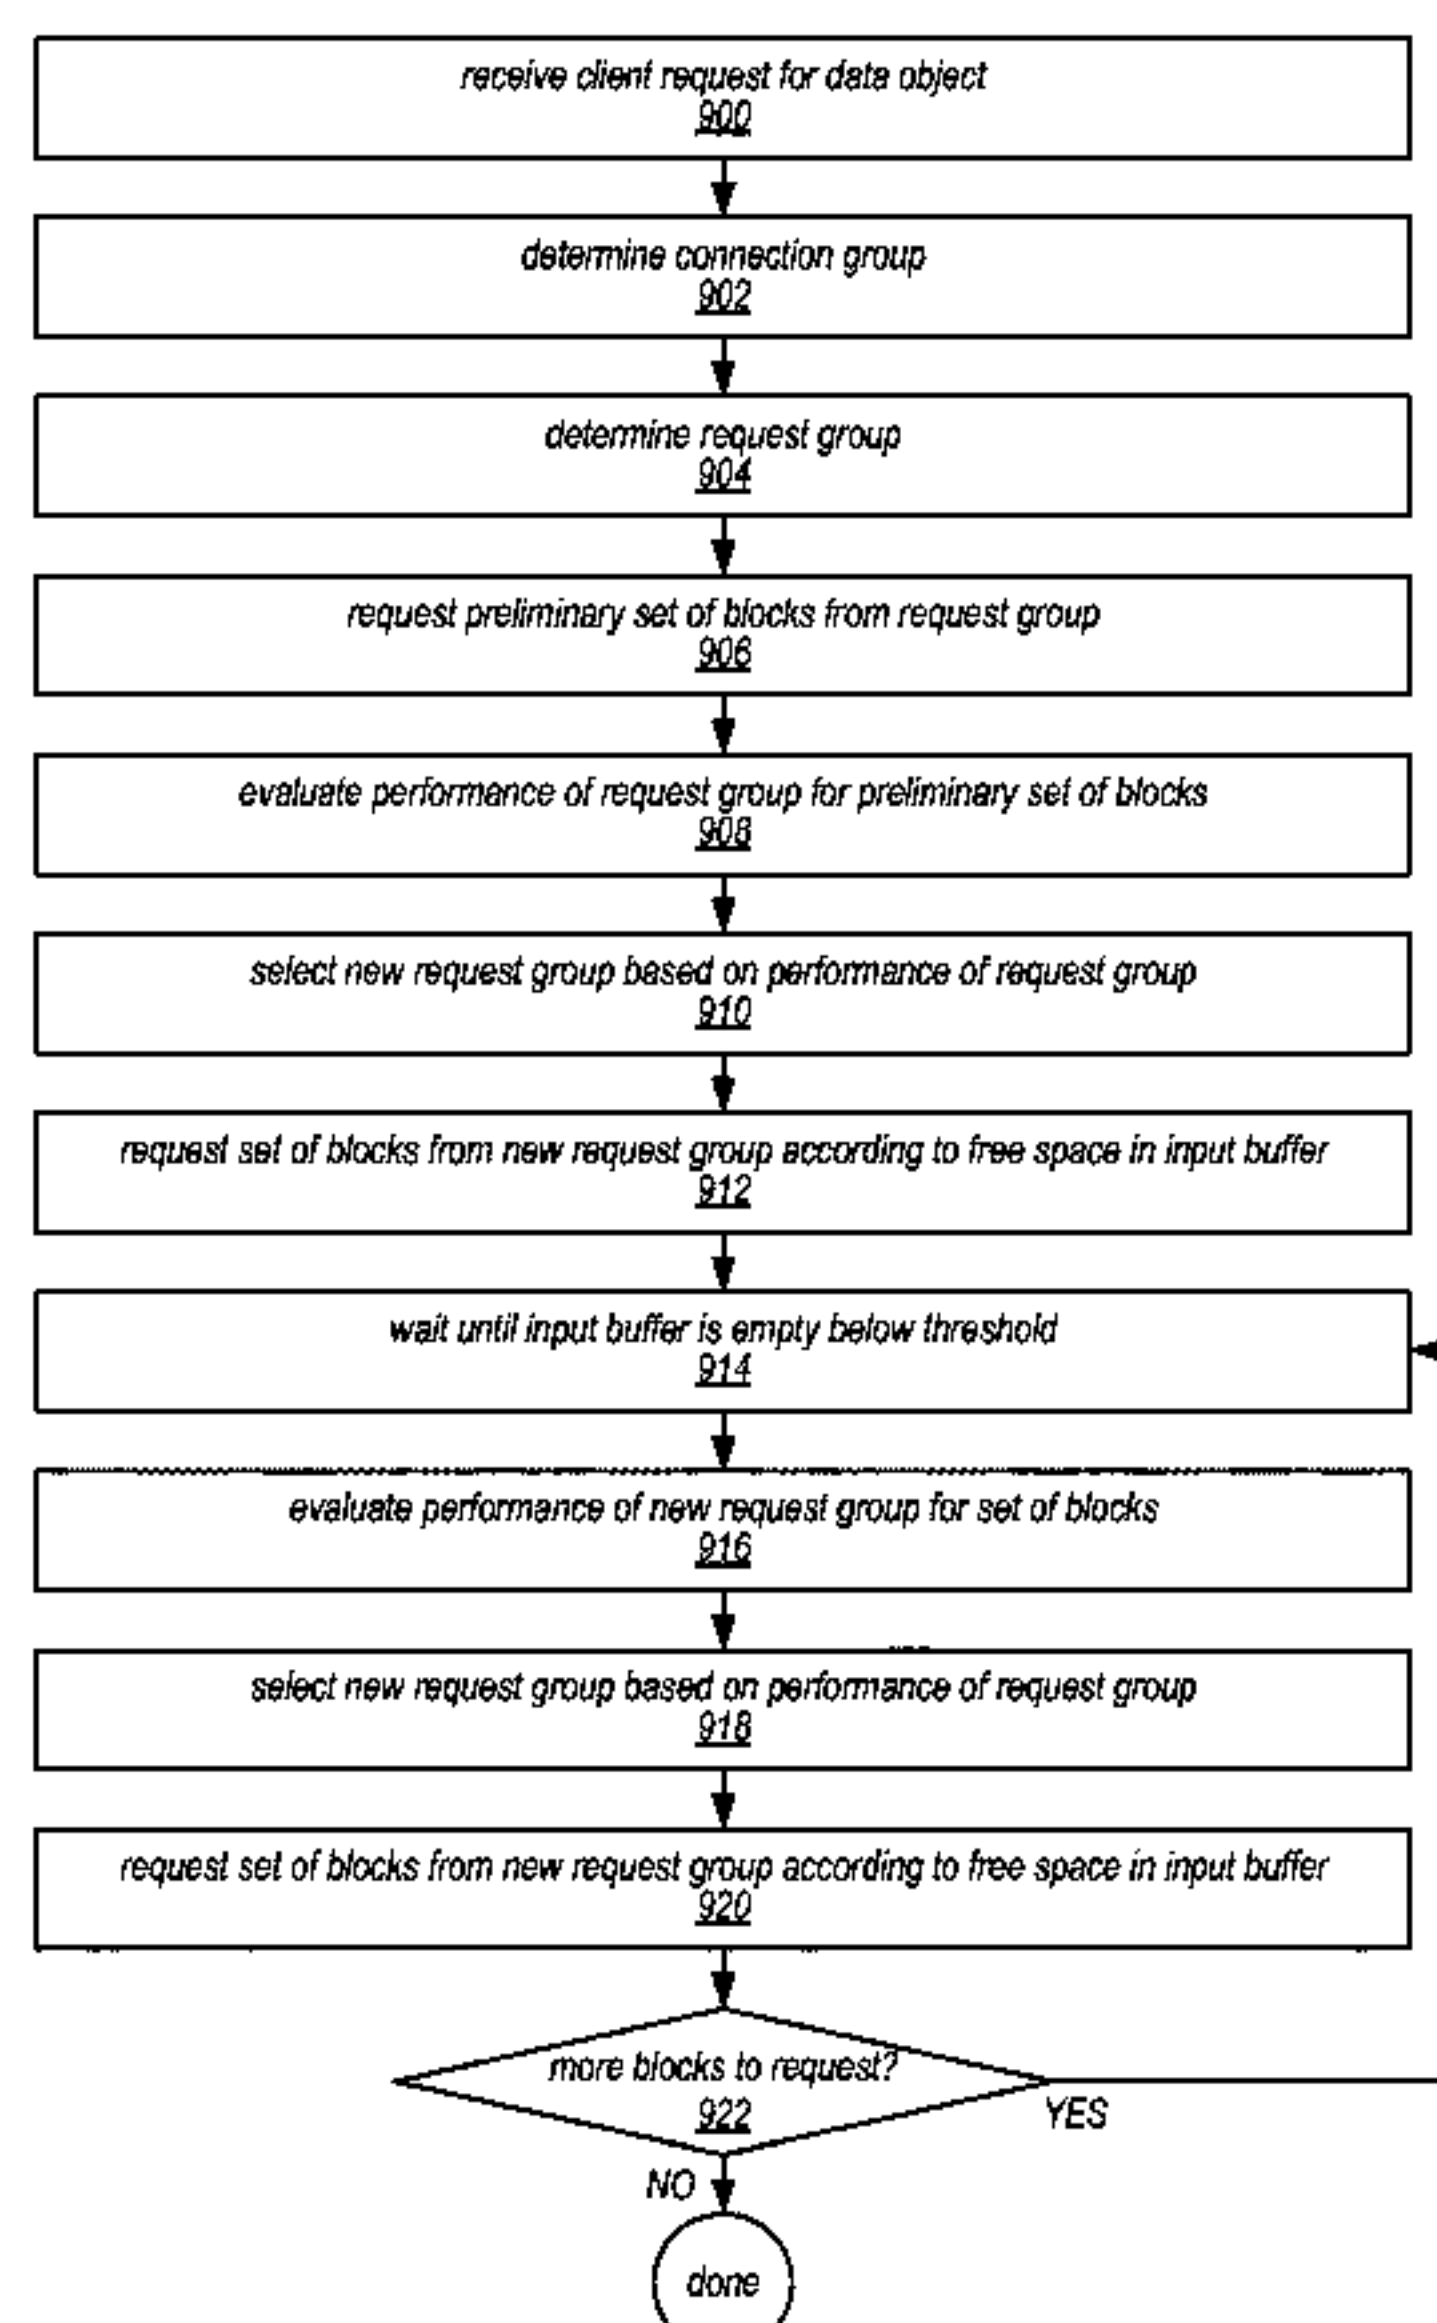 receive client request for data object
900
determine connection group
902
determine request group
904
request preliminary set of blocks from request group
906
evaluate performance of request group for preliminary set of blocks
908
select new request group based on performance of request group
910
request set of blocks from new request group according to free space in input buffer
912
wait until input buffer is empty below threshold
914
evaluate performance of new request group for set of blocks
916
select new request group based on performance of request group
918
request set of blocks from new request group according to free space in input buffer
920
more blocks to request?
922
YES
NO
done